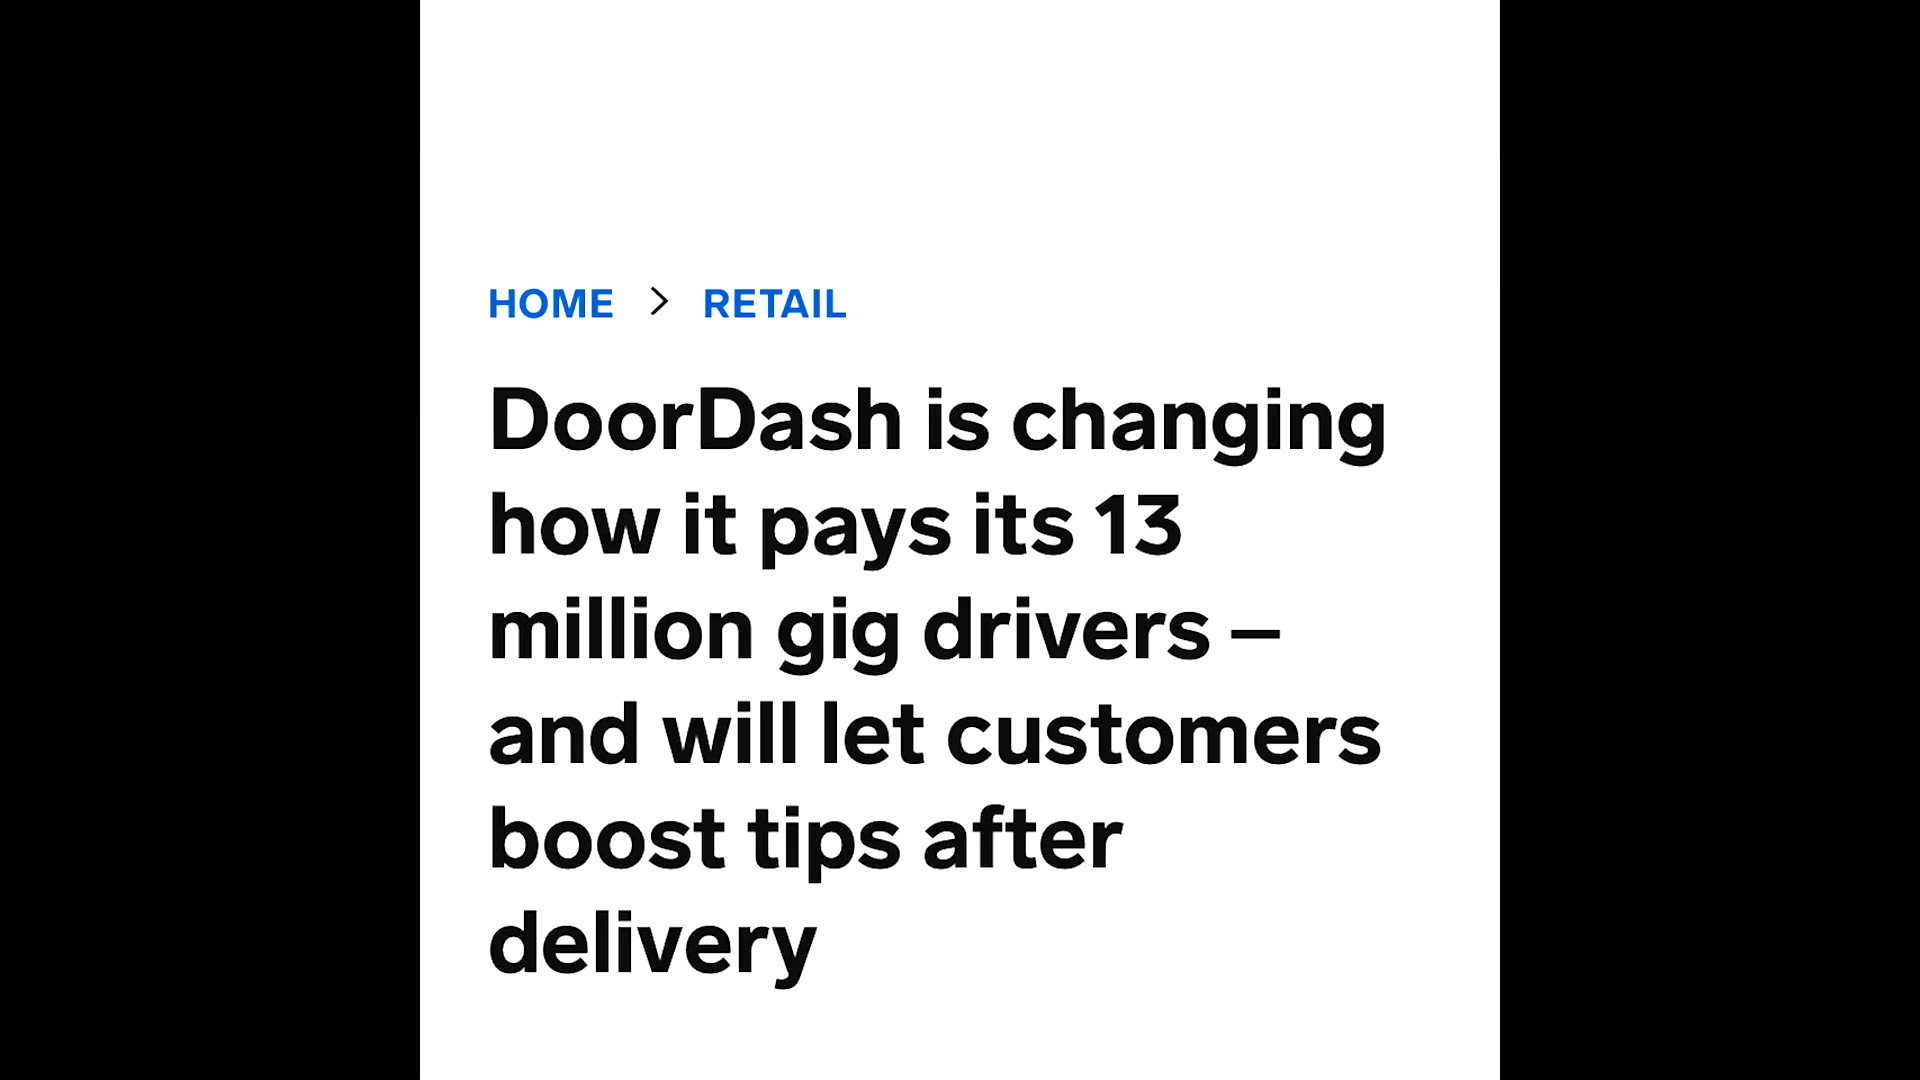 HOME > RETAIL
DoorDash is changing
how it pays its 13
million gig drivers –
and will let customers
boost tips after
delivery